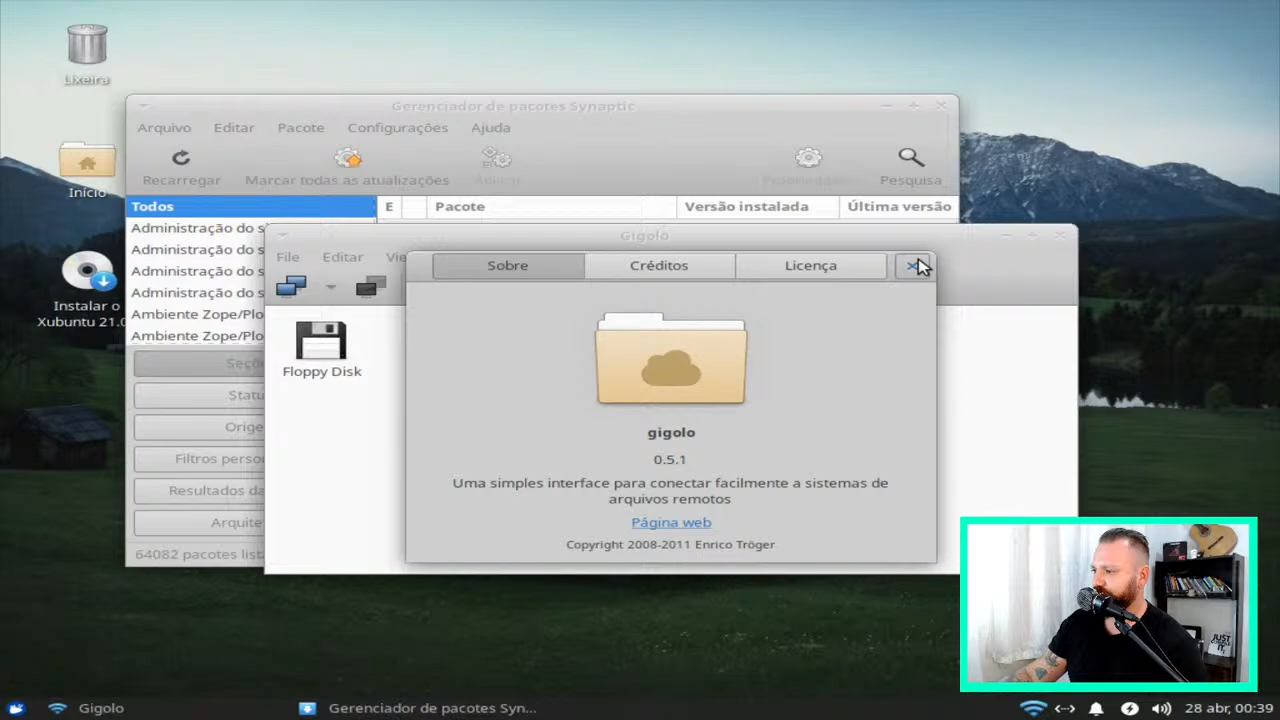 Lixeira
Início
Instalar o
Xubuntu 21.0
Gerenciador de pacotes Synaptic
Arquivo Editar Pacote Configurações Ajuda
Recarregar Marcar todas as atualizações Aplicar Propriedades Pesquisa
Todos
E Pacote Versão instalada Última versão
Administração do s
Administração do s
Administração do s
Administração do s
Ambiente Zope/Plo
Ambiente Zope/Plo
Seçõ
Statu
Orige
Filtros perso
Resultados da
Arquite
64082 pacotes lista
Gigolo
File Editar Vie
Floppy Disk
Sobre Créditos Licença
gigolo
0.5.1
Uma simples interface para conectar facilmente a sistemas de
arquivos remotos
Página web
Copyright 2008-2011 Enrico Tröger
JUST
Gigolo
Gerenciador de pacotes Syn...
28 abr, 00:39